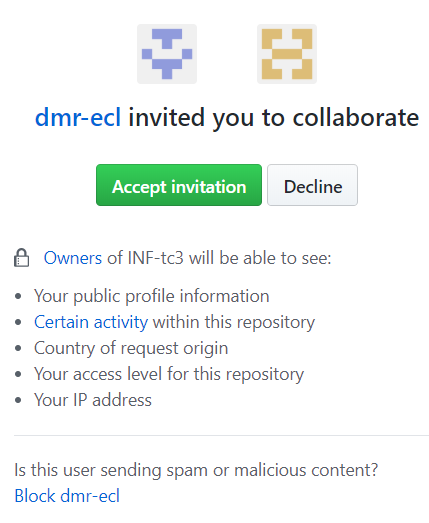 dmr-ecl invited you to collaborate
Accept invitation
Decline
Owners of INF-tc3 will be able to see:
Your public profile information
Certain activity within this repository
Country of request origin
Your access level for this repository
Your IP address
Is this user sending spam or malicious content?
Block dmr-ecl